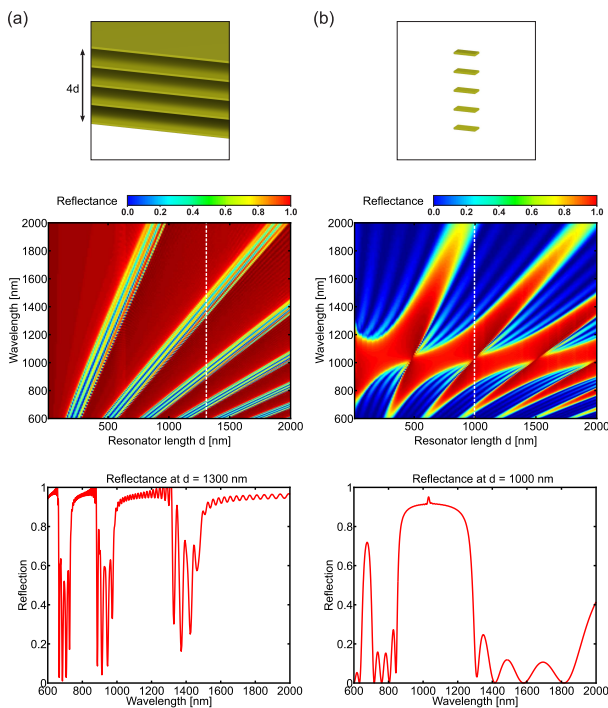 (a)
(b)
4d
Reflectance 0.0 0.2 0.4 0.6 0.8 1.0
Reflectance 0.0 0.2 0.4 0.6 0.8 1.0
Wavelength [nm]
2000
1800
1600
1400
1200
1000
800
600
500 1000 1500 2000
Resonator length d [nm]
Wavelength [nm]
2000
1800
1600
1400
1200
1000
800
600
500 1000 1500 2000
Resonator length d [nm]
Reflectance at d = 1300 nm
Reflection
1
0.8
0.6
0.4
0.2
0
600 800 1000 1200 1400 1600 1800 2000
Wavelength [nm]
Reflectance at d = 1000 nm
Reflection
1
0.8
0.6
0.4
0.2
0
600 800 1000 1200 1400 1600 1800 2000
Wavelength [nm]